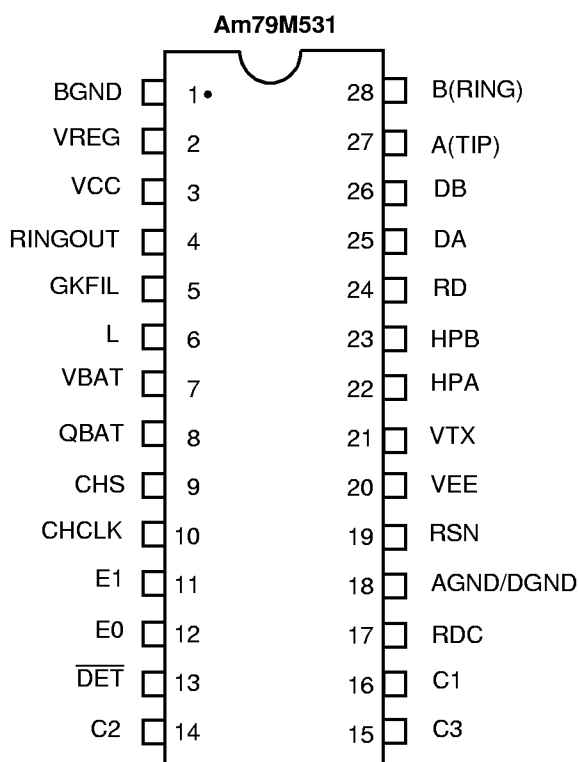 Am79M531
BGND 1 28 B(RING)
VREG 2 27 A(TIP)
VCC 3 26 DB
RINGOUT 4 25 DA
GKFIL 5 24 RD
L 6 23 HPB
VBAT 7 22 HPA
QBAT 8 21 VTX
CHS 9 20 VEE
CHCLK 10 19 RSN
E1 11 18 AGND/DGND
E0 12 17 RDC
DET 13 16 C1
C2 14 15 C3